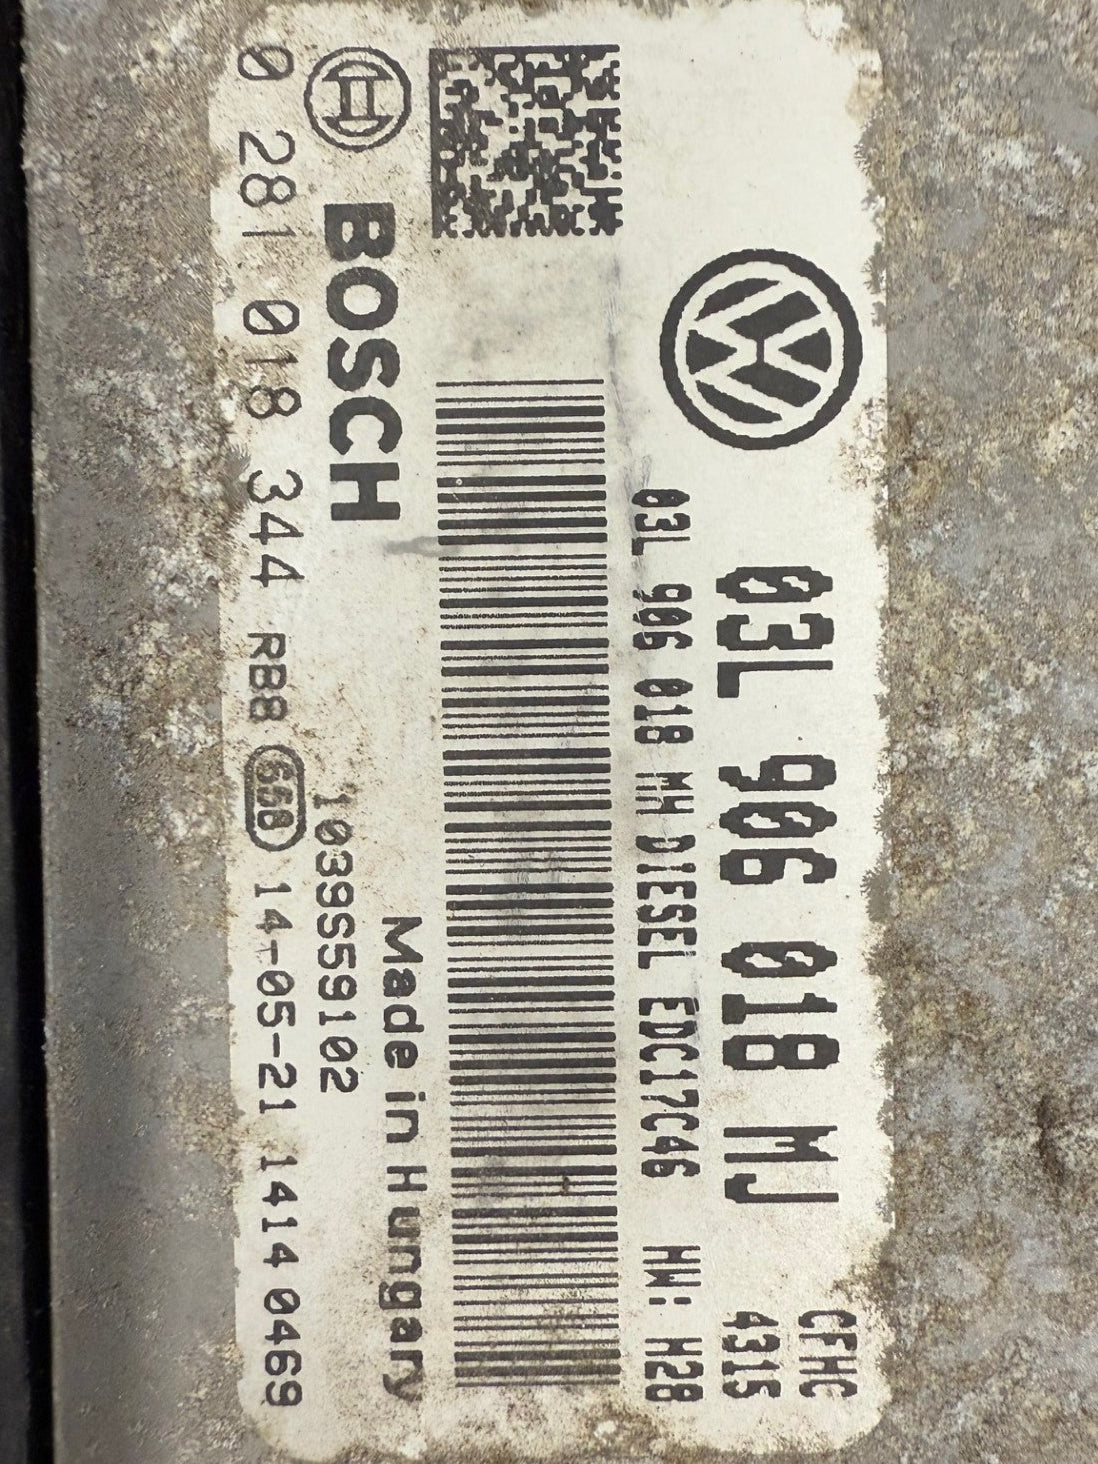 CFHC
03L 906 018 MJ 4315
03L 906 018 MH DIESEL EDC17C46 HW: H28
BOSCH
Made in Hungary
1039S59102
0 281 018 344 RB8 658 14-05-21 1414 0469